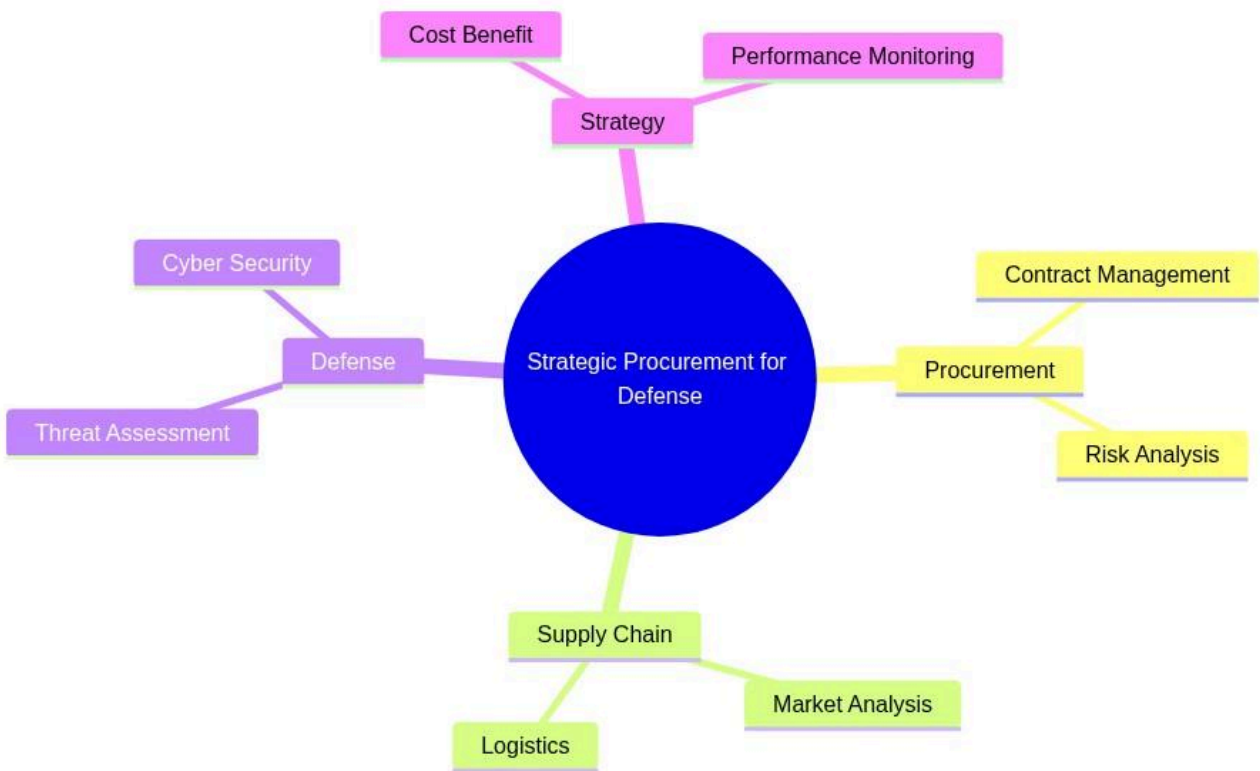 Cost Benefit
Performance Monitoring
Strategy
Cyber Security
Contract Management
Defense
Strategic Procurement for
Defense
Procurement
Threat Assessment
Risk Analysis
Supply Chain
Market Analysis
Logistics